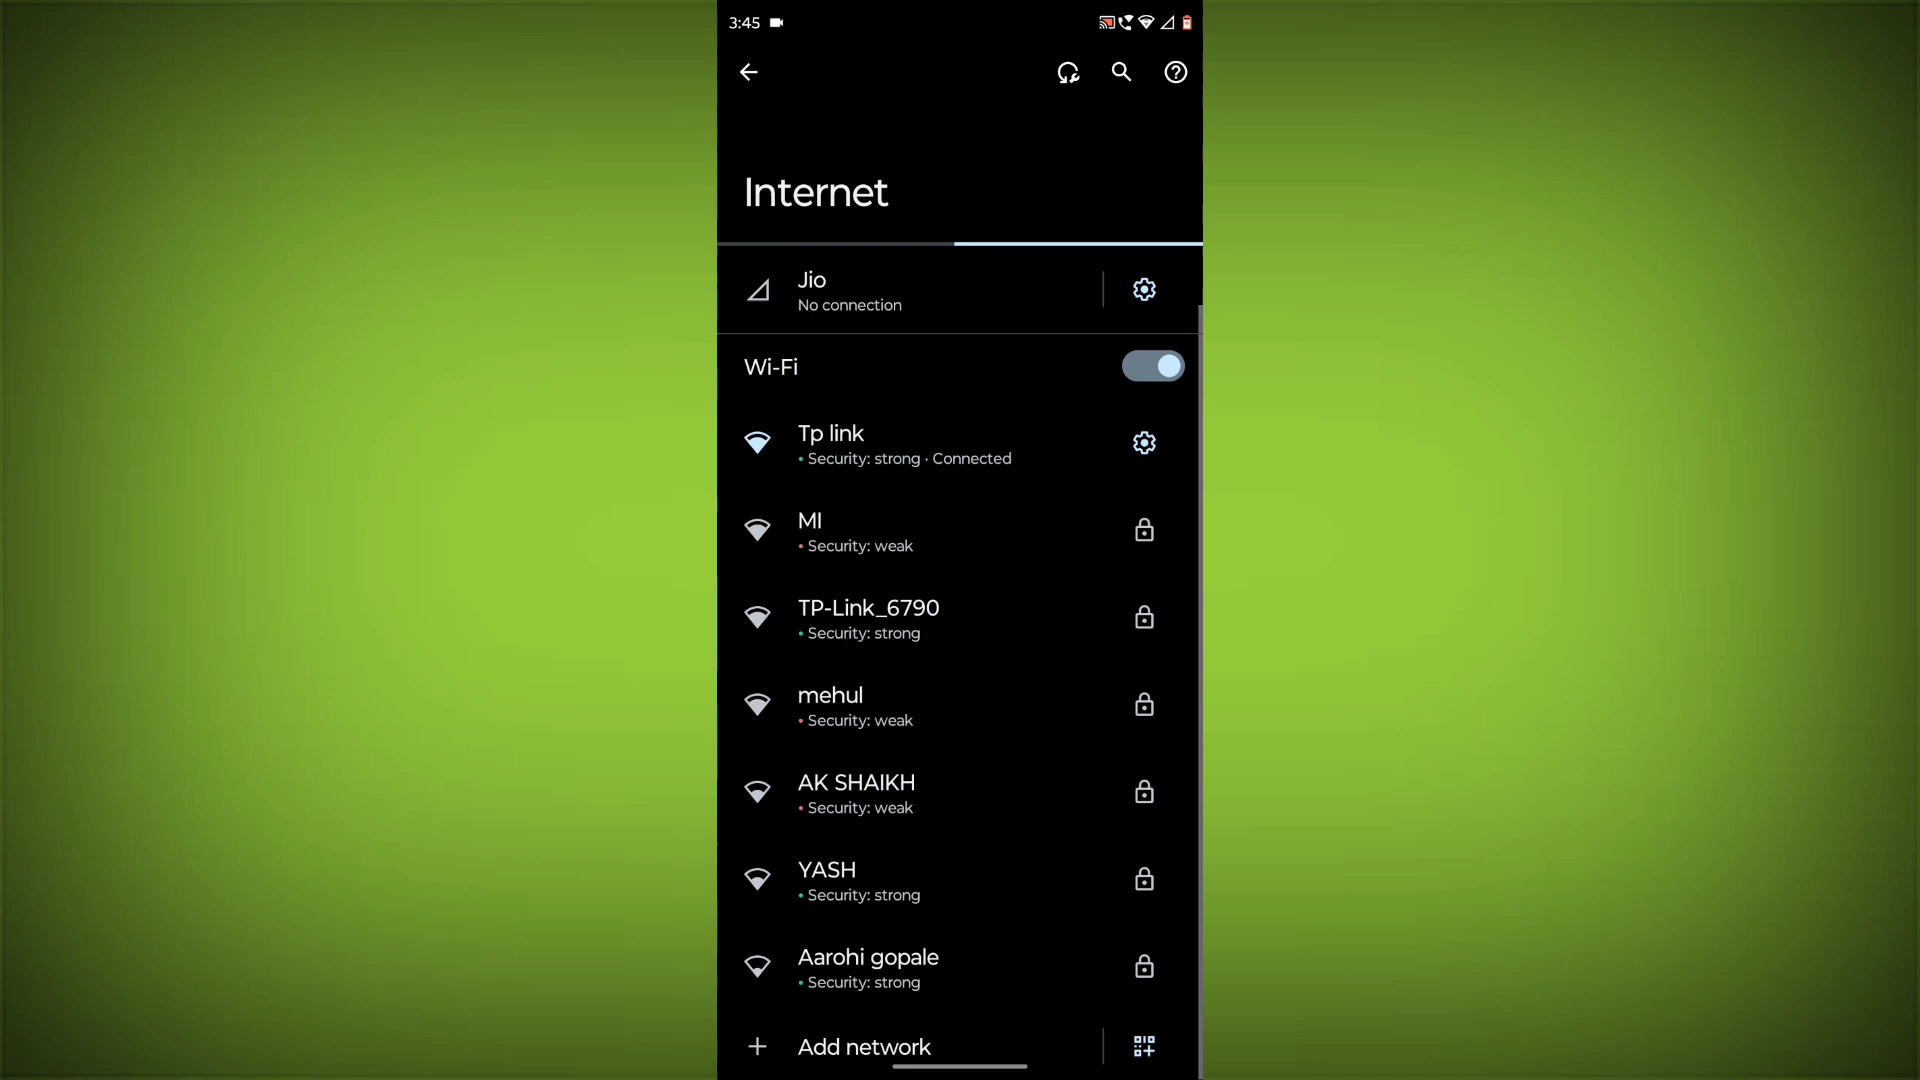 3:45
Internet
Jio
No connection
Wi-Fi
Tp link
• Security: strong · Connected
MI
• Security: weak
TP-Link_6790
• Security: strong
mehul
• Security: weak
AK SHAIKH
• Security: weak
YASH
• Security: strong
Aarohi gopale
• Security: strong
Add network